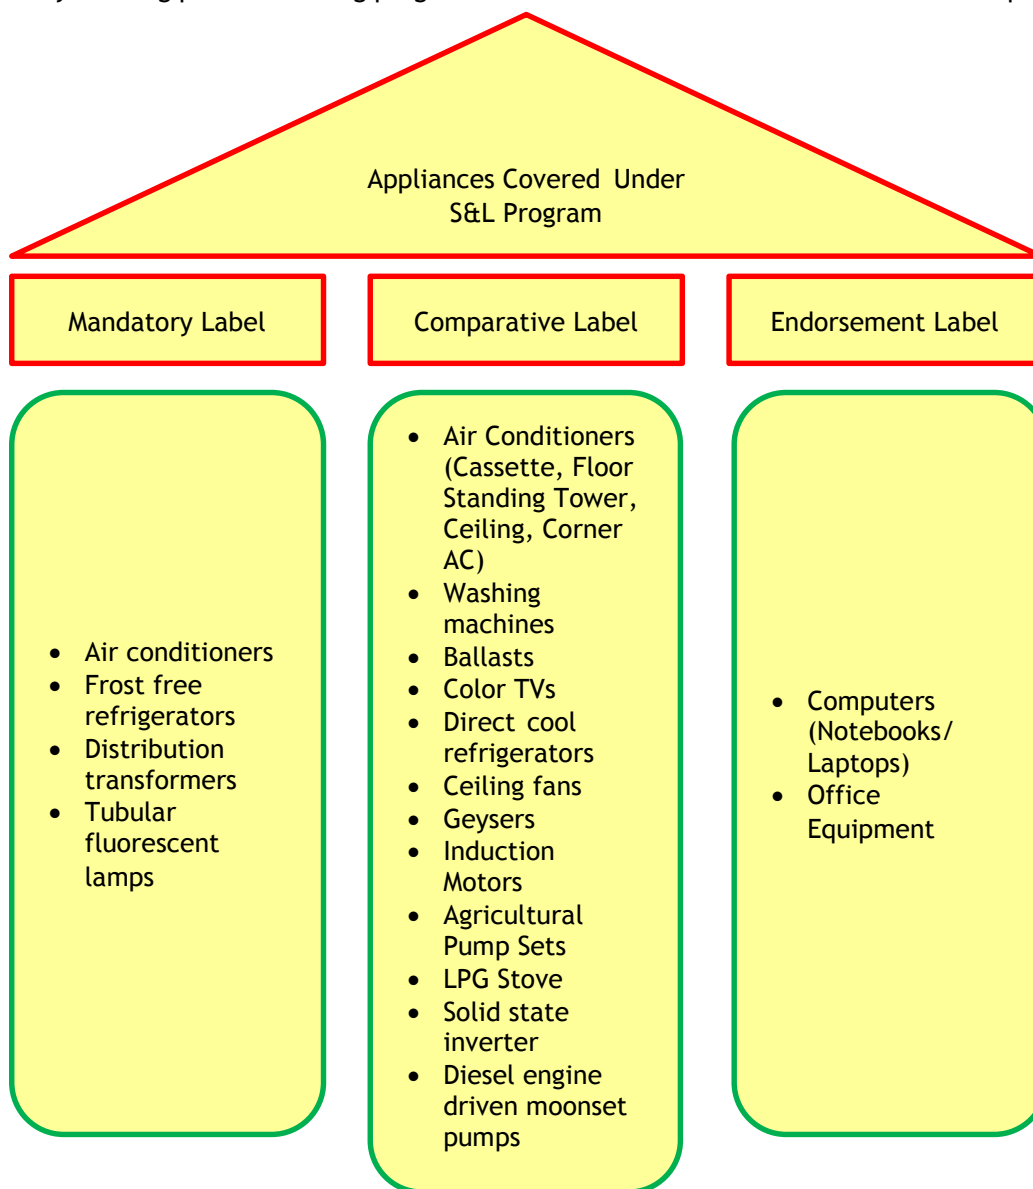 Appliances Covered Under
S&L Program
Mandatory Label
Comparative Label
Endorsement Label
• Air conditioners
• Frost free
refrigerators
• Distribution
transformers
• Tubular
fluorescent
lamps
• Air Conditioners
(Cassette, Floor
Standing Tower,
Ceiling, Corner
AC)
• Washing
machines
• Ballasts
• Color TVs
• Direct cool
refrigerators
• Ceiling fans
• Geysers
• Induction
Motors
• Agricultural
Pump Sets
• LPG Stove
• Solid state
inverter
• Diesel engine
driven moonset
pumps
• Computers
(Notebooks/
Laptops)
• Office
Equipment